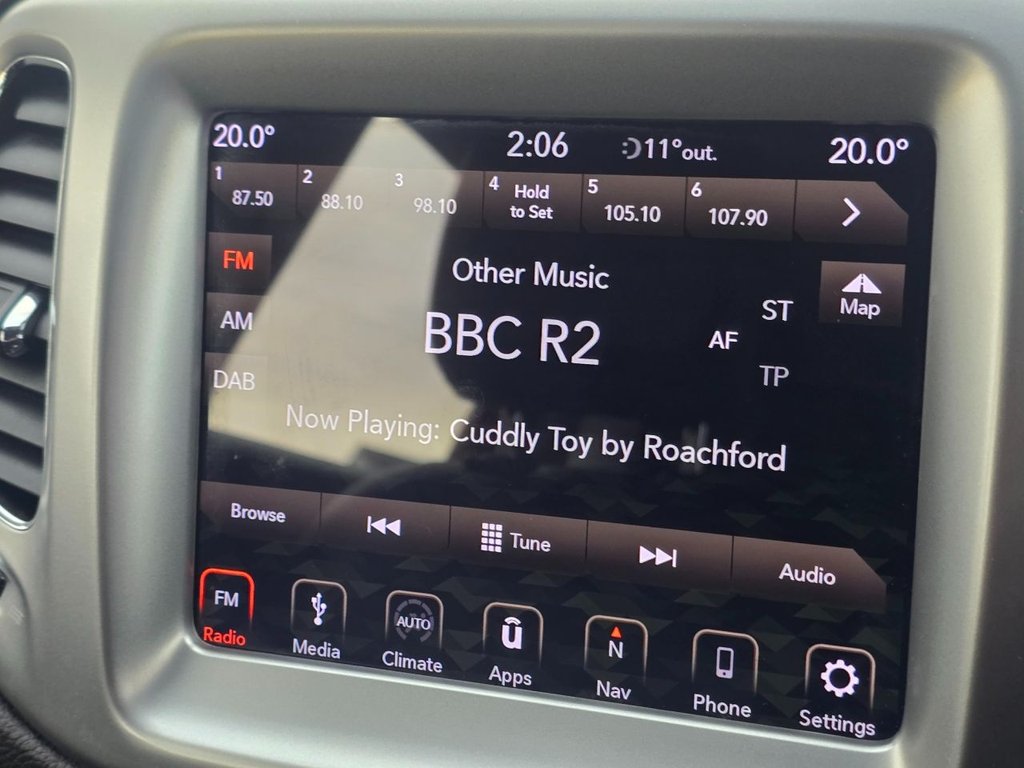 20.0° 2:06 11°out. 20.0°
1 87.50 2 88.10 3 98.10 4 Hold to Set 5 105.10 6 107.90
FM
Other Music
Map
ST
AM
BBC R2
AF
TP
DAB
Now Playing: Cuddly Toy by Roachford
Browse Tune Audio
FM AUTO ū N
Radio Media Climate Apps Nav Phone Settings